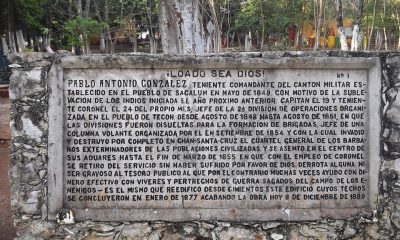 ¡LOADO SEA DIOS!
Nº 1
PABLO ANTONIO GONZALEZ, TENIENTE COMANDANTE DEL CANTON MILITAR ES-
TABLECIDO EN EL PUEBLO DE SACALUM EN MAYO DE 1848, CON MOTIVO DE LA SUBLE-
VACION DE LOS INDIOS INICIADA EL AÑO PROXIMO ANTERIOR, CAPITAN EL 19 Y TENIEN-
TE CORONEL EL 24 DEL PROPIO MES, JEFE DE LA 2ª DIVISION DE OPERACIONES ORGANI-
ZADA EN EL PUEBLO DE TECOH DESDE AGOSTO DE 1848 HASTA AGOSTO DE 1861, EN QUE
LAS DIVISIONES FUERON DISUELTAS, PARA LA FORMACION DE BRIGADAS, JEFE DE UNA
COLUMNA VOLANTE ORGANIZADA POR EL EN SETIEMBRE DE 1854 Y CON LA CUAL INVADIO
Y DESTRUYO POR COMPLETO EN CHAN-SANTA-CRUZ EL CUARTEL GENERAL DE LOS BARBA-
ROS EXTERMINADORES DE LAS POBLACIONES CIVILIZADAS Y SE ASENTO EN EL CENTRO DE
SUS ADUARES HASTA EL FIN DE MARZO DE 1855 EN QUE CON EL EMPLEO DE CORONEL
SE RETIRO DEL SERVICIO SIN HABER SUFRIDO POR FAVOR DE DIOS, DERROTA ALGUNA, NI
SER GRAVOSO AL TESORO PUBLICO AL QUE POR EL CONTRARIO MUCHAS VECES AYUDO CON DI-
NERO EFECTIVO CON VIVERES Y PERTRECHOS DE GUERRA SAGADOS DEL CAMPO DE LOS E-
NEMIGOS - ES EL MISMO QUE REEDIFICO DESDE CIMIENTOS ESTE EDIFICIO CUYOS TECHOS
SE CONCLUYERON EN ENERO DE 1877 ACABANDO LA OBRA HOY 8 DE DICIEMBRE DE 1880